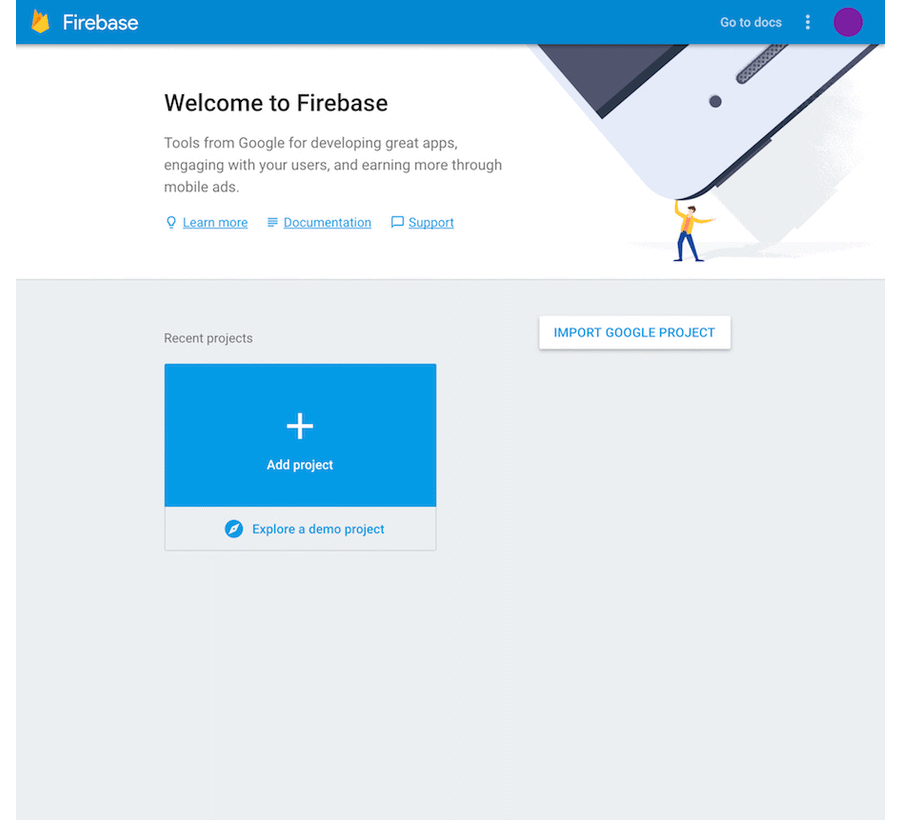 Firebase
Go to docs
Welcome to Firebase
Tools from Google for developing great apps,
engaging with your users, and earning more through
mobile ads.
Learn more Documentation Support
Recent projects
IMPORT GOOGLE PROJECT
Add project
Explore a demo project